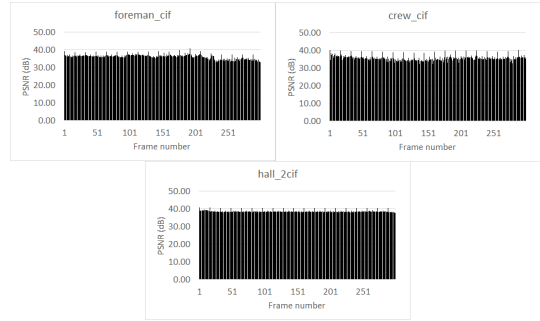 foreman_cif
50.00
40.00
30.00
20.00
10.00
0.00
PSNR (dB)
1 51 101 151 201 251
Frame number
crew_cif
50.00
40.00
30.00
20.00
10.00
0.00
PSNR (dB)
1 51 101 151 201 251
Frame number
hall_2cif
50.00
40.00
30.00
20.00
10.00
0.00
PSNR (dB)
1 51 101 151 201 251
Frame number